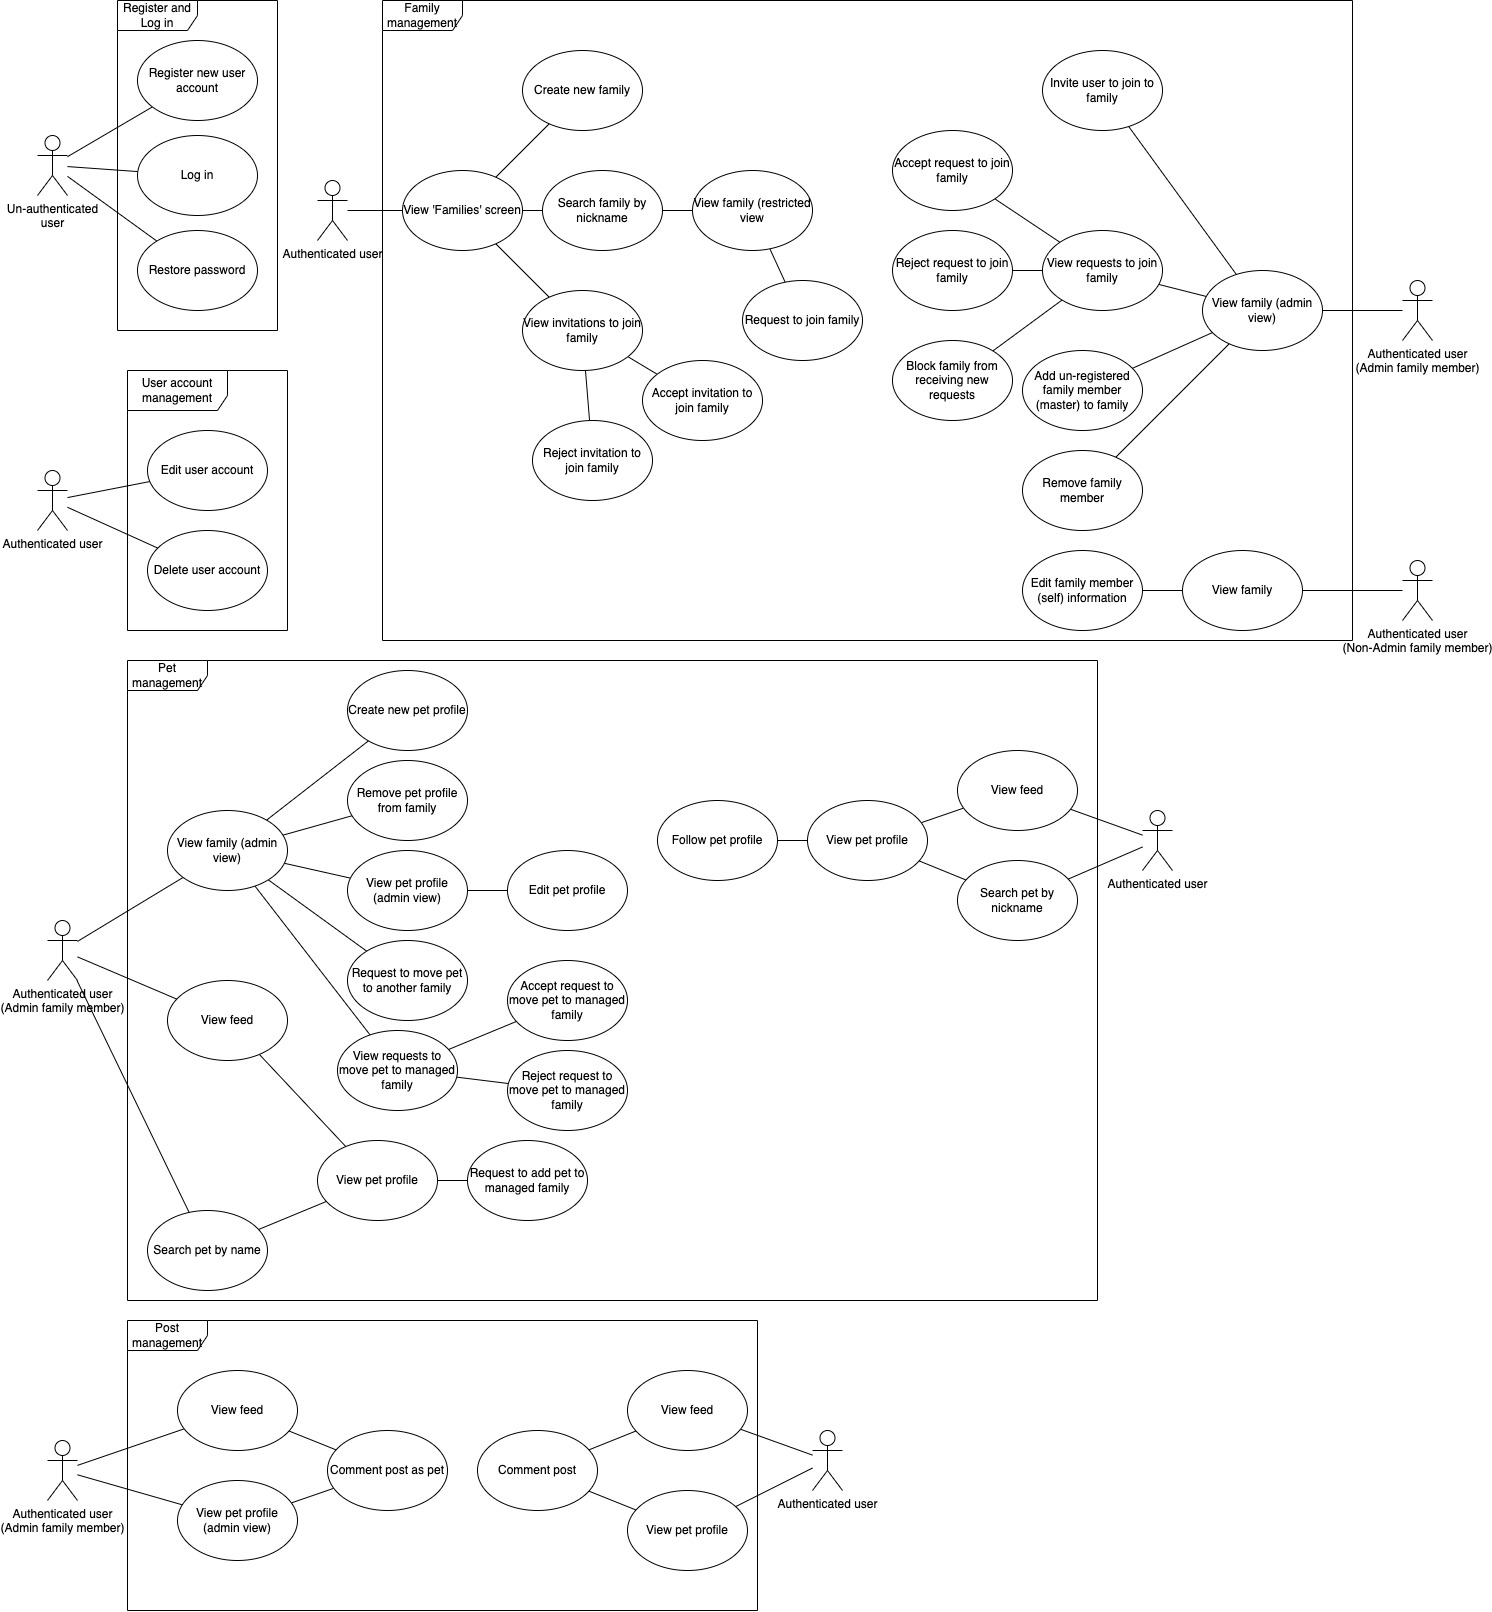 Register and
Log in
Register new user
account
Log in
Restore password
Un-authenticated
user
User account
management
Edit user account
Delete user account
Authenticated user
Family
management
Authenticated user
View 'Families' screen
Create new family
Search family by
nickname
View family (restricted
view
Request to join family
View invitations to join
family
Accept invitation to
join family
Reject invitation to
join family
Invite user to join to
family
Accept request to join
family
Reject request to join
family
View requests to join
family
Block family from
receiving new
requests
Add un-registered
family member
(master) to family
Remove family
member
View family (admin
view)
Authenticated user
(Admin family member)
Edit family member
(self) information
View family
Authenticated user
(Non-Admin family member)
Pet
management
Create new pet profile
Remove pet profile
from family
View family (admin
view)
View pet profile
(admin view)
Edit pet profile
Request to move pet
to another family
Authenticated user
(Admin family member)
View feed
View requests to
move pet to managed
family
Accept request to
move pet to managed
family
Reject request to
move pet to managed
family
View pet profile
Request to add pet to
managed family
Search pet by name
Follow pet profile
View pet profile
View feed
Search pet by
nickname
Authenticated user
Post
management
View feed
Comment post as pet
View pet profile
(admin view)
Authenticated user
(Admin family member)
Comment post
View feed
View pet profile
Authenticated user